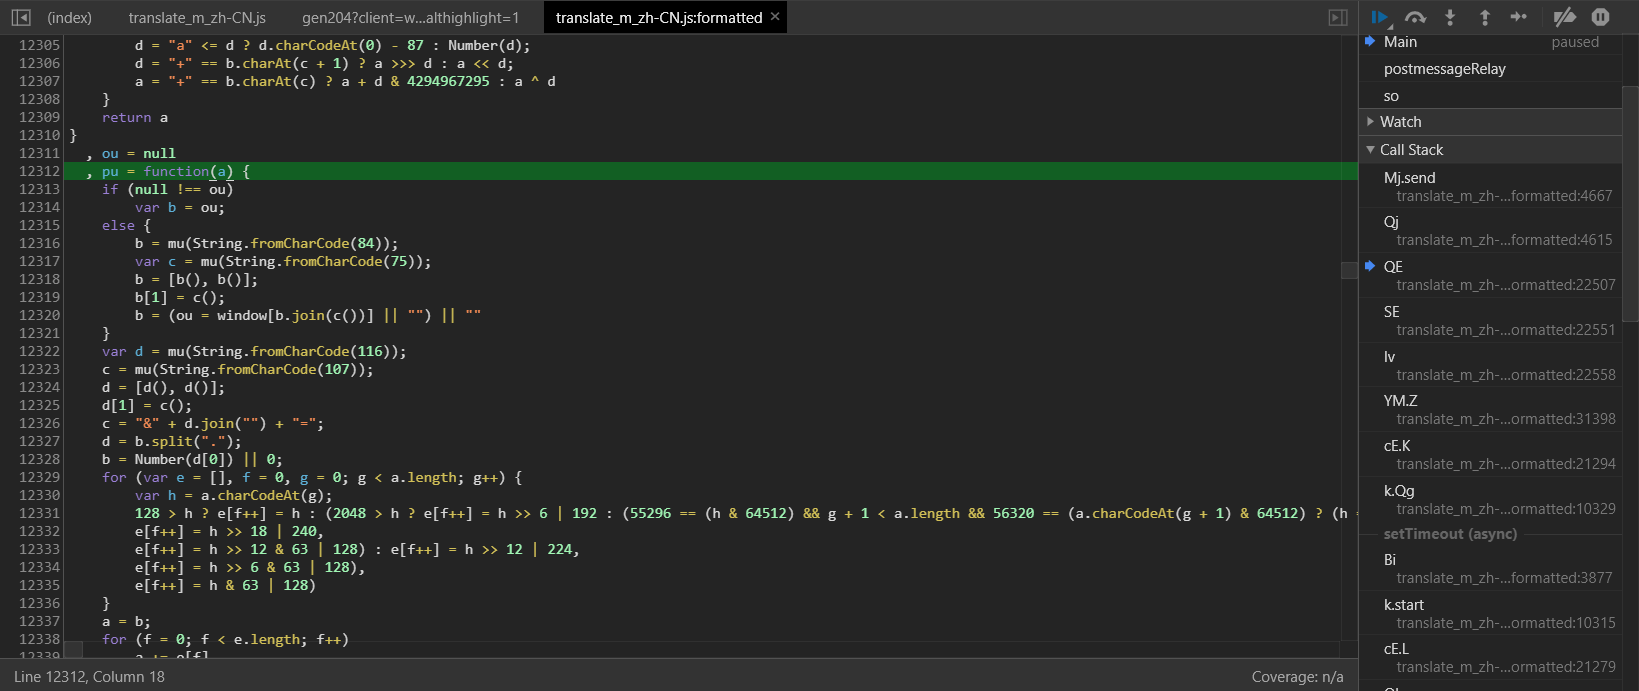 (index) translate_m_zh-CN.js gen204?client=w...althighlight=1 translate_m_zh-CN.js:formatted ×
12305 d = "a" <= d ? d.charCodeAt(0) - 87 : Number(d);
12306 d = "+" == b.charAt(c + 1) ? a >>> d : a << d;
12307 a = "+" == b.charAt(c) ? a + d & 4294967295 : a ^ d
12308 }
12309 return a
12310 }
12311 , ou = null
12312 , pu = function(a) {
12313 if (null !== ou)
12314 var b = ou;
12315 else {
12316 b = mu(String.fromCharCode(84));
12317 var c = mu(String.fromCharCode(75));
12318 b = [b(), b()];
12319 b[1] = c();
12320 b = (ou = window[b.join(c())] || "") || ""
12321 }
12322 var d = mu(String.fromCharCode(116));
12323 c = mu(String.fromCharCode(107));
12324 d = [d(), d()];
12325 d[1] = c();
12326 c = "&" + d.join("") + "=";
12327 d = b.split(".");
12328 b = Number(d[0]) || 0;
12329 for (var e = [], f = 0, g = 0; g < a.length; g++) {
12330 var h = a.charCodeAt(g);
12331 128 > h ? e[f++] = h : (2048 > h ? e[f++] = h >> 6 | 192 : (55296 == (h & 64512) && g + 1 < a.length && 56320 == (a.charCodeAt(g + 1) & 64512) ? (h =
12332 e[f++] = h >> 18 | 240,
12333 e[f++] = h >> 12 & 63 | 128) : e[f++] = h >> 12 | 224,
12334 e[f++] = h >> 6 & 63 | 128),
12335 e[f++] = h & 63 | 128)
12336 }
12337 a = b;
12338 for (f = 0; f < e.length; f++)
12339 a += e[f]
Line 12312, Column 18
Coverage: n/a
Main paused
postmessageRelay
so
Watch
Call Stack
Mj.send
translate_m_zh-...formatted:4667
Qj
translate_m_zh-...formatted:4615
QE
translate_m_zh-...ormatted:22507
SE
translate_m_zh-...ormatted:22551
lv
translate_m_zh-...ormatted:22558
YM.Z
translate_m_zh-...ormatted:31398
cE.K
translate_m_zh-...ormatted:21294
k.Qg
translate_m_zh-...ormatted:10329
setTimeout (async)
Bi
translate_m_zh-...formatted:3877
k.start
translate_m_zh-...ormatted:10315
cE.L
translate_m_zh-...ormatted:21279